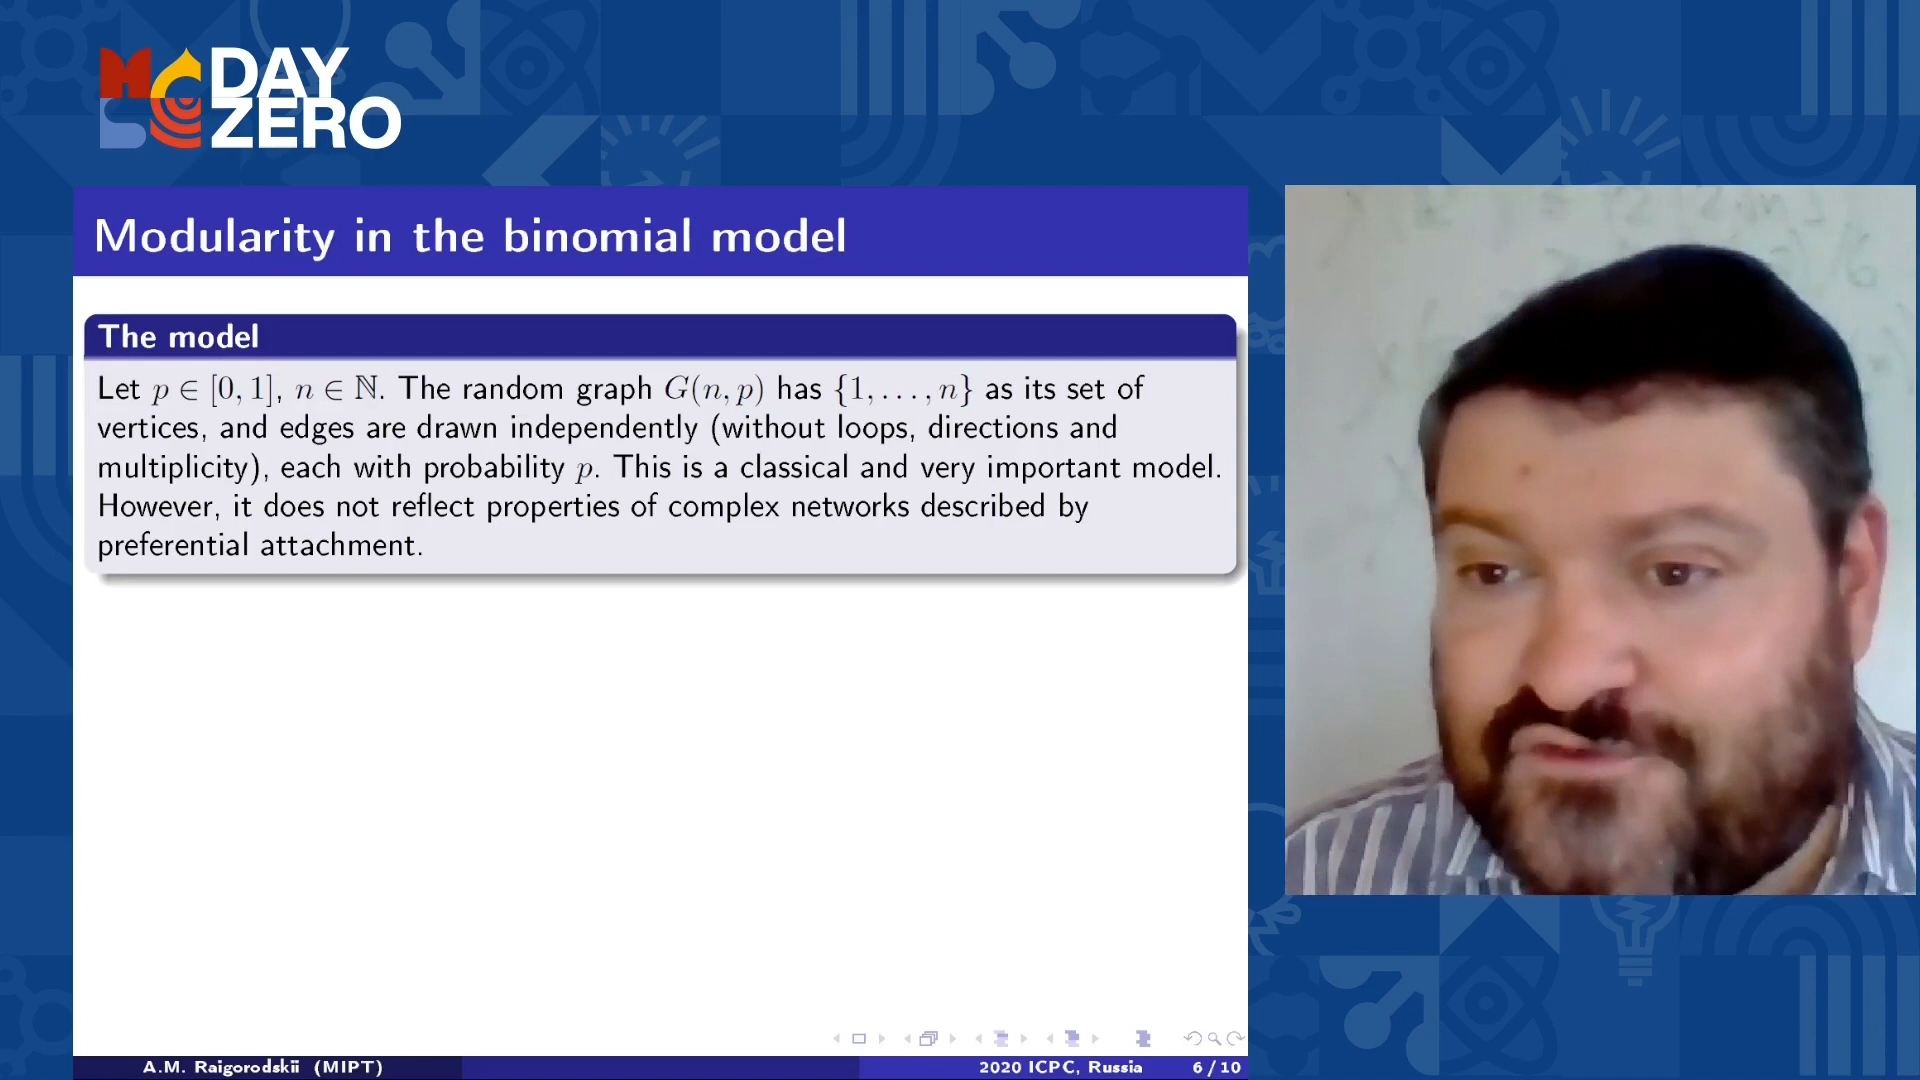 DAY
ZERO
Modularity in the binomial model
The model
Let p ∈ [0, 1], n ∈ ℕ. The random graph G(n, p) has {1, . . . , n} as its set of
vertices, and edges are drawn independently (without loops, directions and
multiplicity), each with probability p. This is a classical and very important model.
However, it does not reflect properties of complex networks described by
preferential attachment.
A.M. Raigorodskii (MIPT)
2020 ICPC, Russia
6 / 10